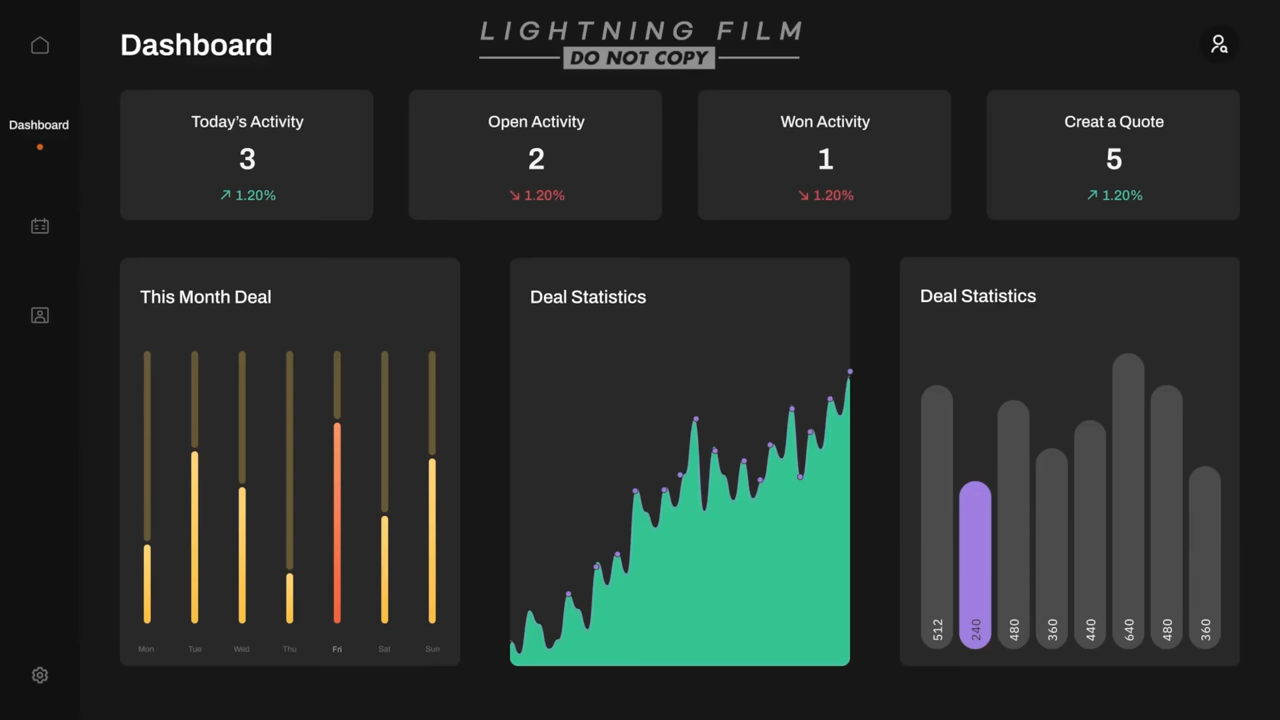 LIGHTNING FILM
Dashboard
DO NOT COPY
Dashboard
Today's Activity
3
1.20%
Open Activity
2
1.20%
Won Activity
1
1.20%
Creat a Quote
5
1.20%
This Month Deal
Mon Tue Wed Thu Fri Sat Sun
Deal Statistics
Deal Statistics
512 240 480 360 440 640 480 360